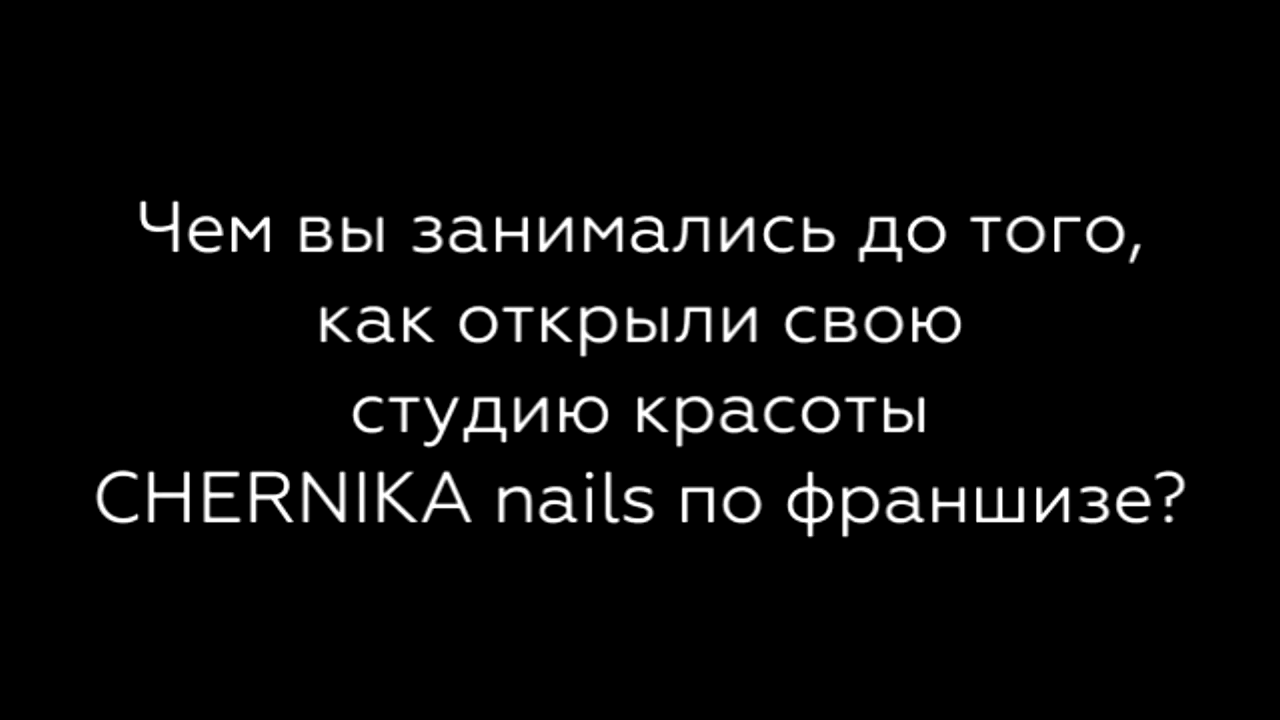 Чем вы занимались до того,
как открыли свою
студию красоты
CHERNIKA nails по франшизе?